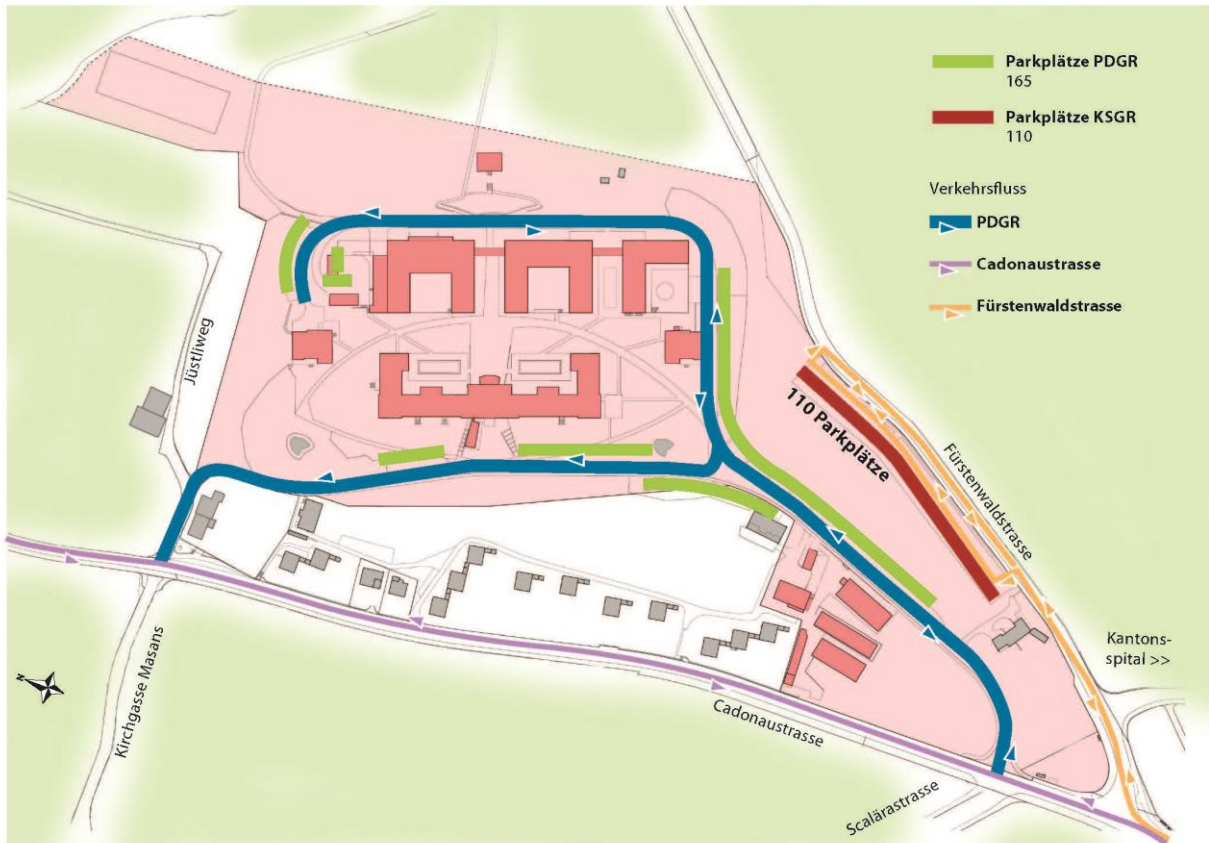 Parkplätze PDGR
165
Parkplätze KSGR
110
Verkehrsfluss
PDGR
Cadonaustrasse
Fürstenwaldstrasse
Jüstliweg
110 Parkplätze
Fürstenwaldstrasse
Kantons-
spital >>
N
Kirchgasse Masans
Cadonaustrasse
Scalärastrasse